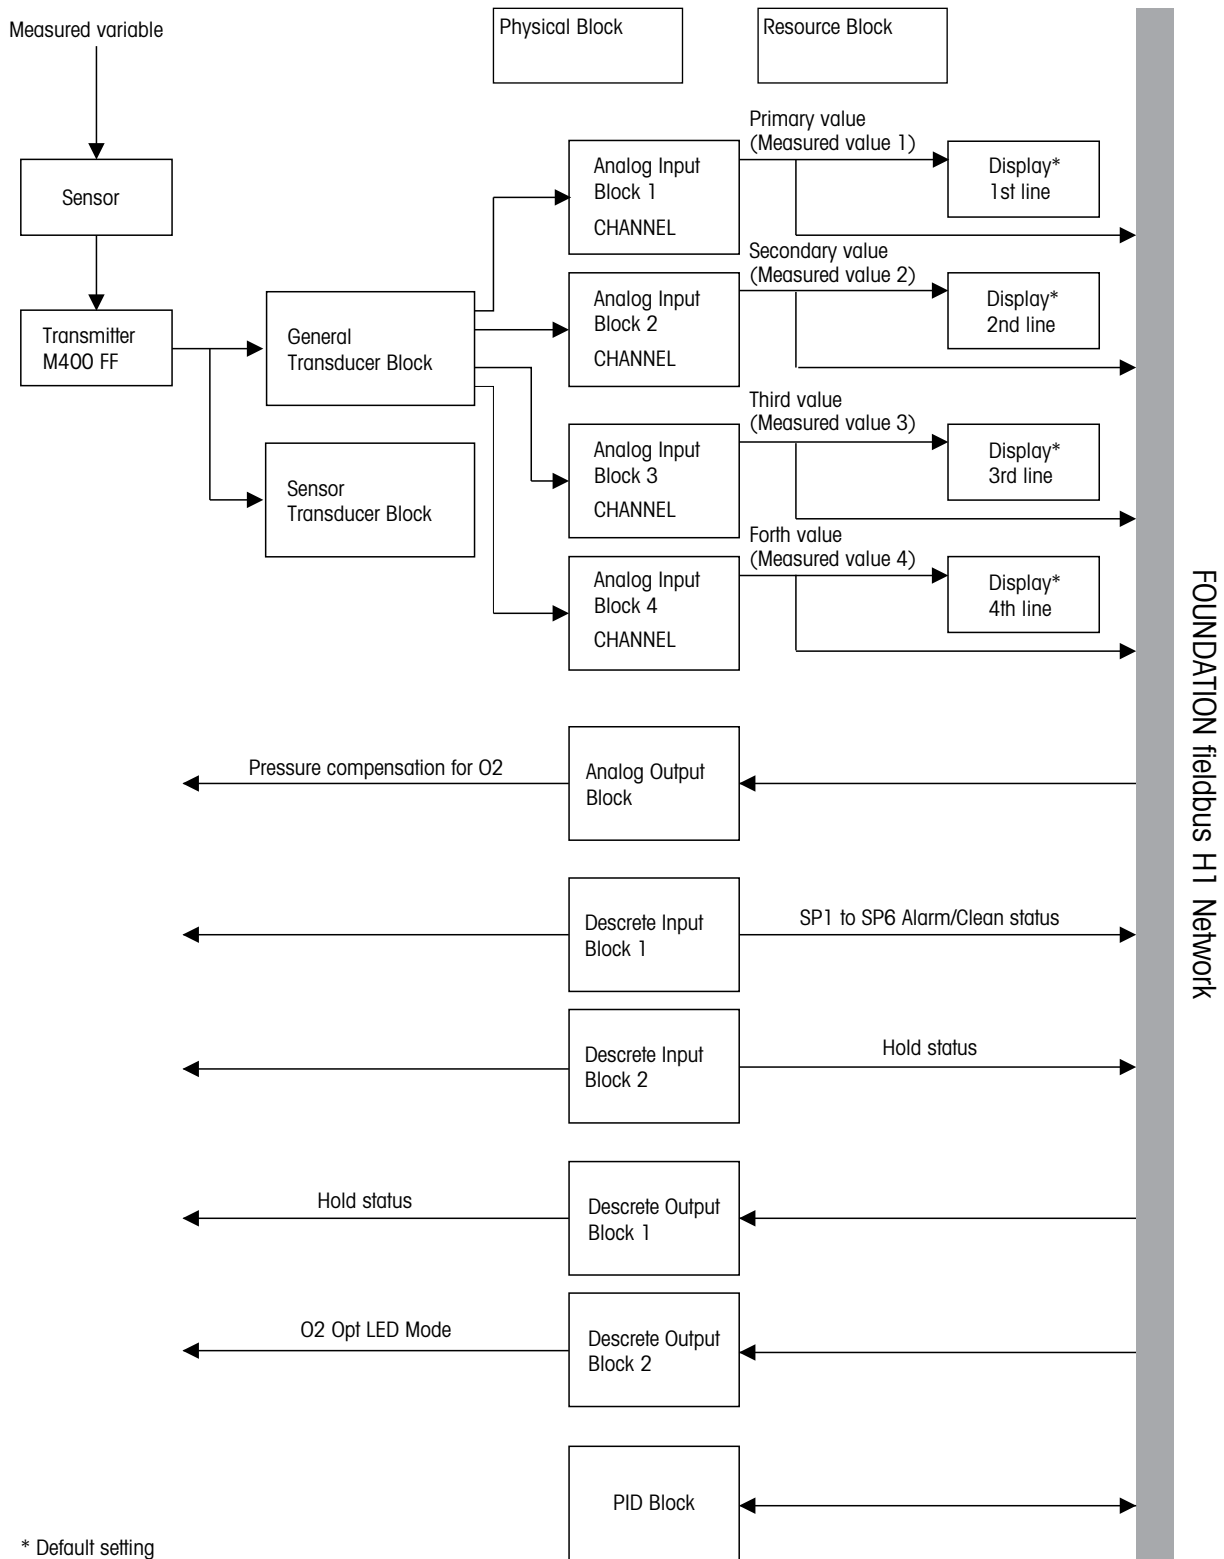 Measured variable
Physical Block
Resource Block
Sensor
Transmitter
M400 FF
General
Transducer Block
Sensor
Transducer Block
Analog Input
Block 1
CHANNEL
Primary value
(Measured value 1)
Display*
1st line
Analog Input
Block 2
CHANNEL
Secondary value
(Measured value 2)
Display*
2nd line
Analog Input
Block 3
CHANNEL
Third value
(Measured value 3)
Display*
3rd line
Analog Input
Block 4
CHANNEL
Forth value
(Measured value 4)
Display*
4th line
Pressure compensation for O2
Analog Output
Block
Descrete Input
Block 1
SP1 to SP6 Alarm/Clean status
Descrete Input
Block 2
Hold status
Hold status
Descrete Output
Block 1
O2 Opt LED Mode
Descrete Output
Block 2
PID Block
FOUNDATION fieldbus H1 Network
* Default setting